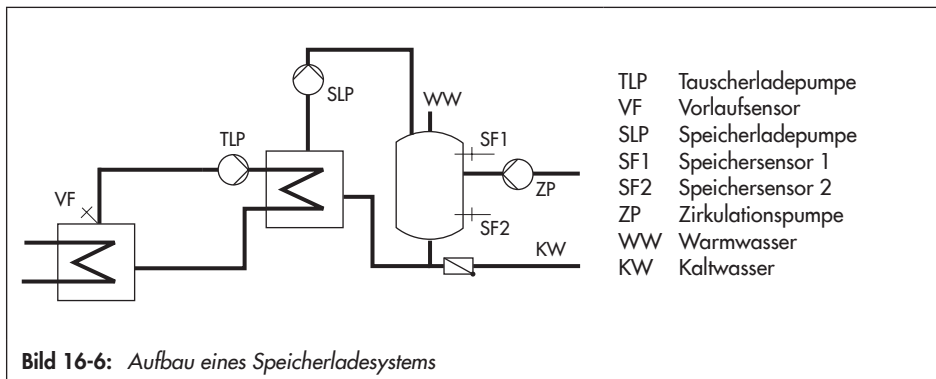 SLP
WW
TLP
SF1
VF
ZP
SF2
KW
TLP Tauscherladepumpe
VF Vorlaufsensor
SLP Speicherladepumpe
SF1 Speichersensor 1
SF2 Speichersensor 2
ZP Zirkulationspumpe
WW Warmwasser
KW Kaltwasser
Bild 16-6: Aufbau eines Speicherladesystems